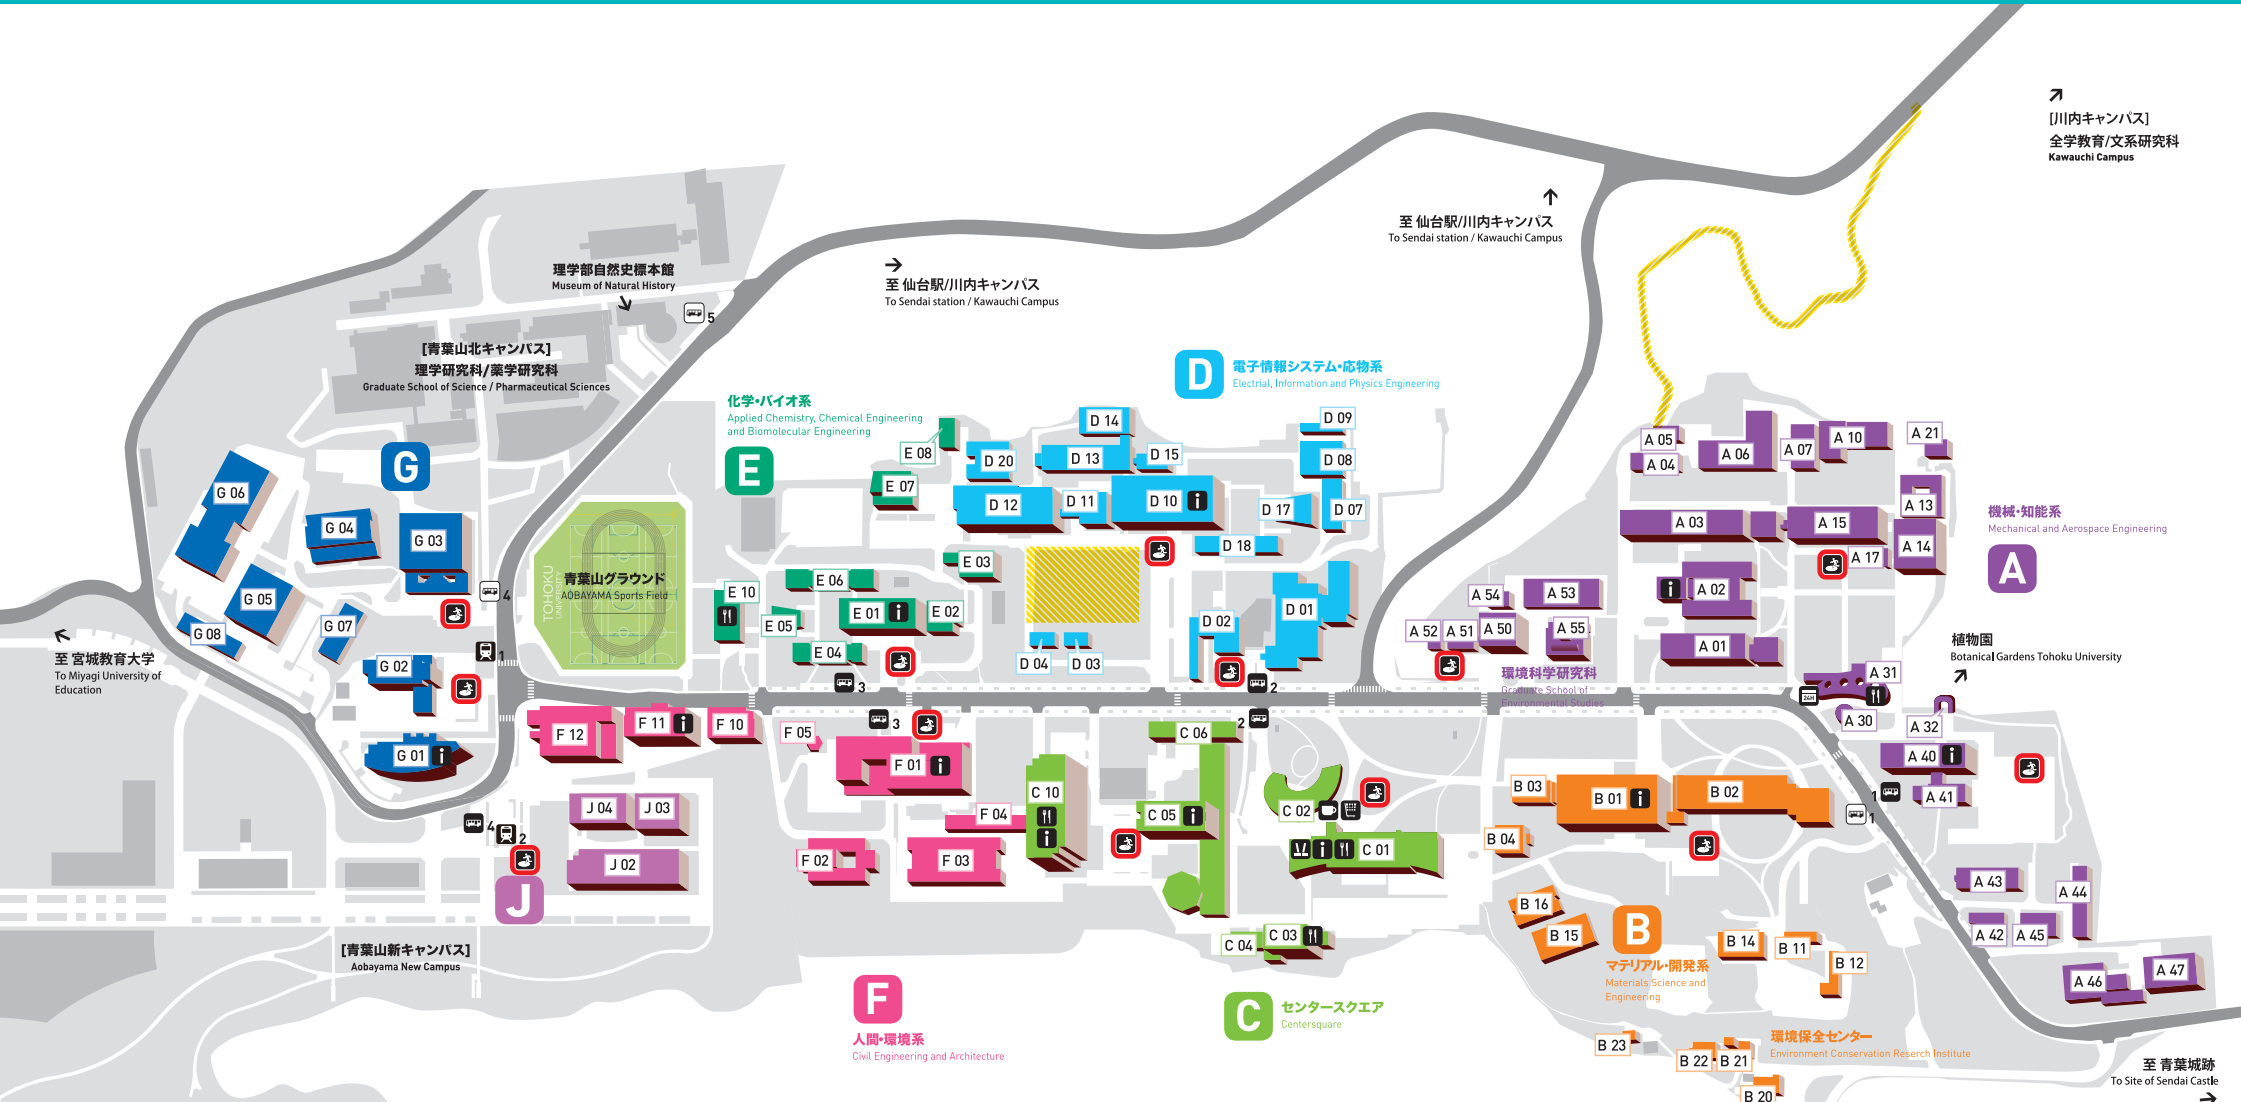 [川内キャンパス]
全学教育/文系研究科
Kawauchi Campus
至 仙台駅/川内キャンパス
To Sendai station / Kawauchi Campus
理学部自然史標本館
Museum of Natural History
至 仙台駅/川内キャンパス
To Sendai station / Kawauchi Campus
5
[青葉山北キャンパス]
理学研究科/薬学研究科
Graduate School of Science / Pharmaceutical Sciences
D
電子情報システム・応物系
Electrial, Information and Physics Engineering
化学・バイオ系
Applied Chemistry, Chemical Engineering
and Biomolecular Engineering
E
G
E 08
E 07
D 20
D 14
D 13
D 15
D 12
D 11
D 10
D 09
D 08
D 17
D 07
D 18
A 05
A 04
A 06
A 07
A 10
A 21
A 03
A 15
A 13
A 14
A 17
A 02
A 01
機械・知能系
Mechanical and Aerospace Engineering
A
G 06
G 04
G 03
G 05
G 08
G 07
G 02
G 01
4
1
TOHOKU
UNIVERSITY
青葉山グラウンド
AOBAYAMA Sports Field
E 10
E 06
E 03
E 01
E 02
E 05
E 04
D 04
D 03
D 02
D 01
3
2
A 54
A 53
A 52
A 51
A 50
A 55
環境科学研究科
Graduate School of
Environmental Studies
植物園
Botanical Gardens Tohoku University
至 宮城教育大学
To Miyagi University of
Education
24H
A 31
A 30
A 32
A 40
A 41
1
1
F 12
F 11
F 10
F 05
3
F 01
F 04
F 02
F 03
C 10
C 06
2
C 05
C 02
C 01
C 03
C 04
B 03
B 01
B 02
B 04
B 16
B 15
B
マテリアル・開発系
Materials Science and
Engineering
B 14
B 11
B 12
A 43
A 44
A 42
A 45
A 46
A 47
J 04
J 03
J 02
4
2
J
[青葉山新キャンパス]
Aobayama New Campus
F
人間・環境系
Civil Engineering and Architecture
C
センタースクエア
Centersquare
B 23
B 22
B 21
B 20
環境保全センター
Environment Conservation Reserch Institute
至 青葉城跡
To Site of Sendai Castle